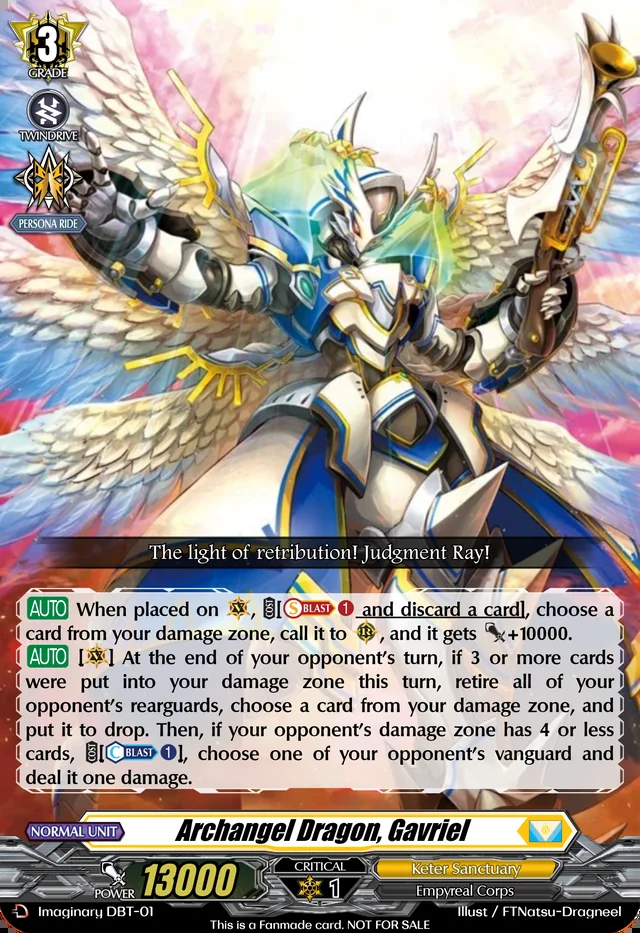 3
GRADE
TWINDRIVE
PERSONA RIDE
The light of retribution! Judgment Ray!
AUTO When placed on V, COST[S BLAST 1 and discard a card], choose a
card from your damage zone, call it to R, and it gets +10000.
AUTO [V] At the end of your opponent's turn, if 3 or more cards
were put into your damage zone this turn, retire all of your
opponent's rearguards, choose a card from your damage zone, and
put it to drop. Then, if your opponent's damage zone has 4 or less
cards, COST[C BLAST 1], choose one of your opponent's vanguard and
deal it one damage.
NORMAL UNIT
Archangel Dragon, Gavriel
POWER 13000
CRITICAL
1
Keter Sanctuary
Empyreal Corps
D Imaginary DBT-01
Illust / FTNatsu-Dragneel
This is a Fanmade card. NOT FOR SALE